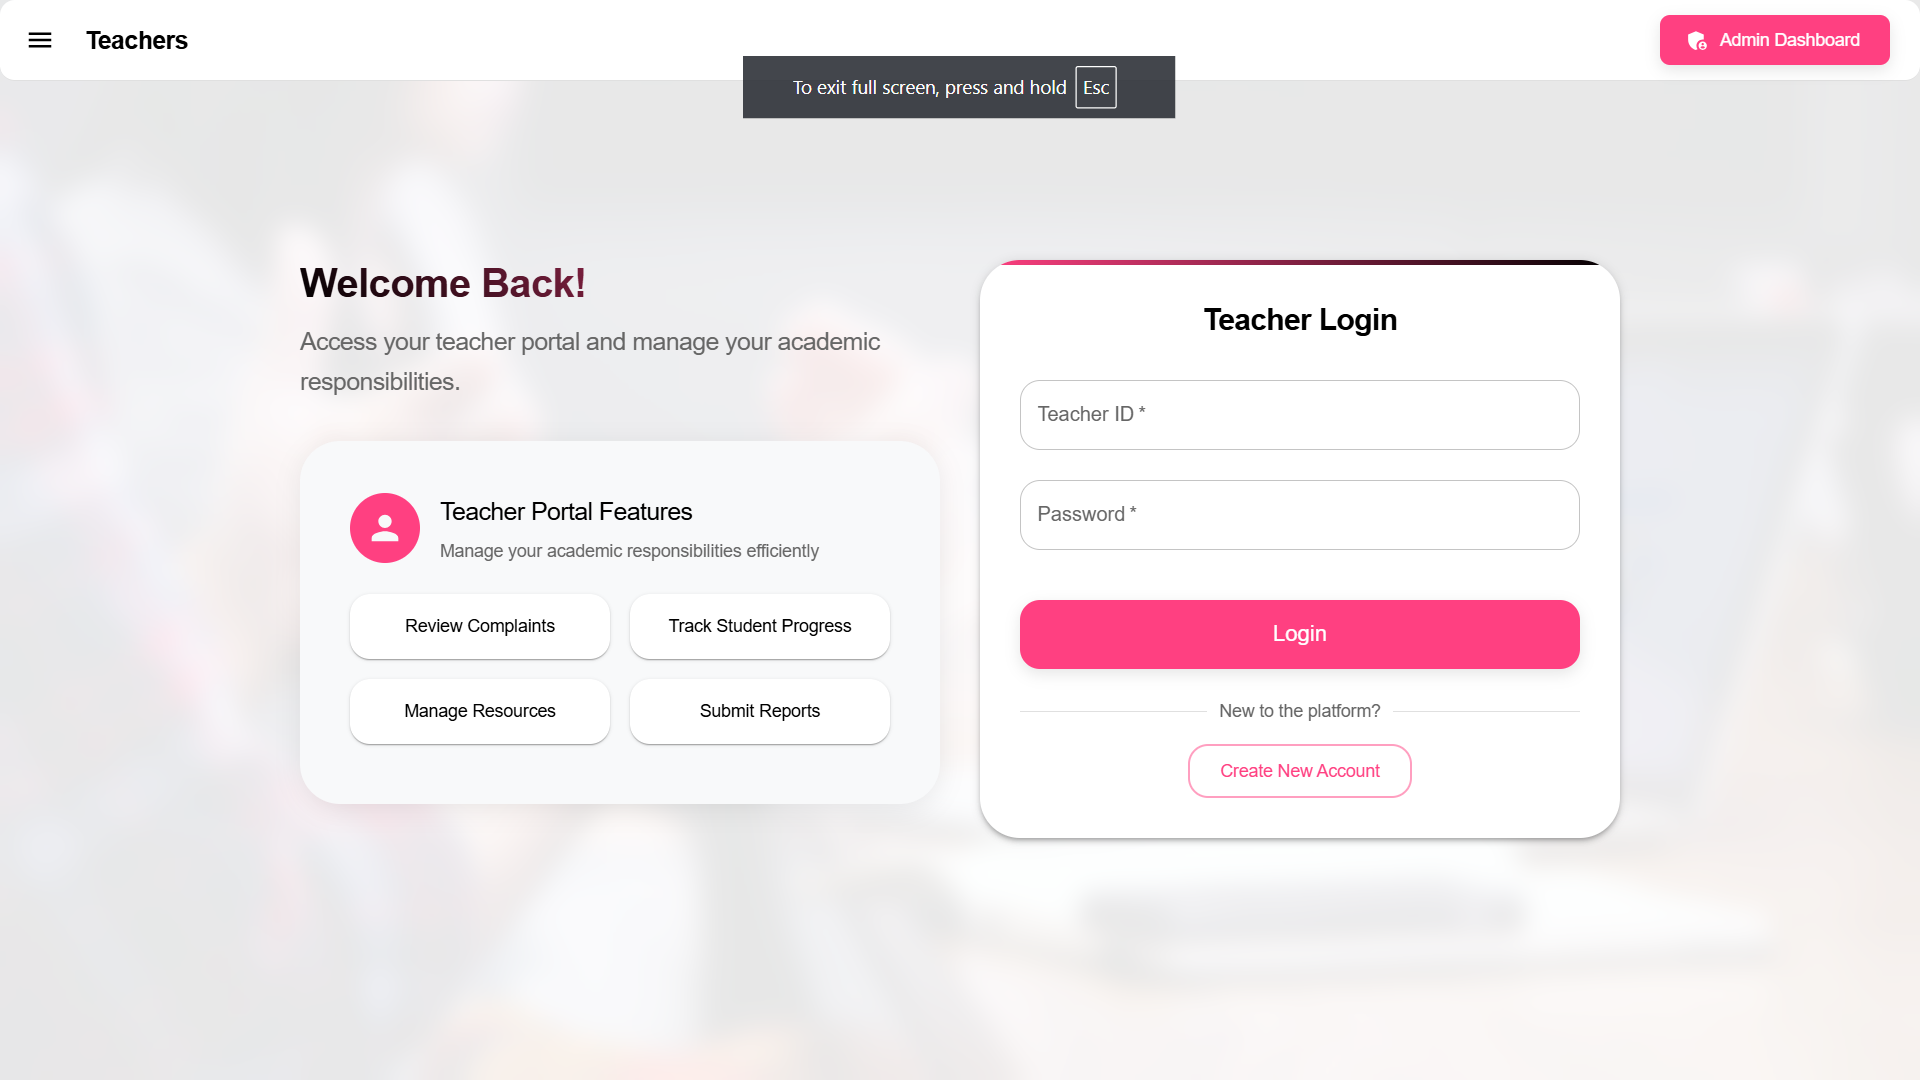 Teachers
Admin Dashboard
To exit full screen, press and hold Esc
Welcome Back!
Access your teacher portal and manage your academic
responsibilities.
Teacher Portal Features
Manage your academic responsibilities efficiently
Review Complaints
Track Student Progress
Manage Resources
Submit Reports
Teacher Login
Teacher ID *
Password *
Login
New to the platform?
Create New Account